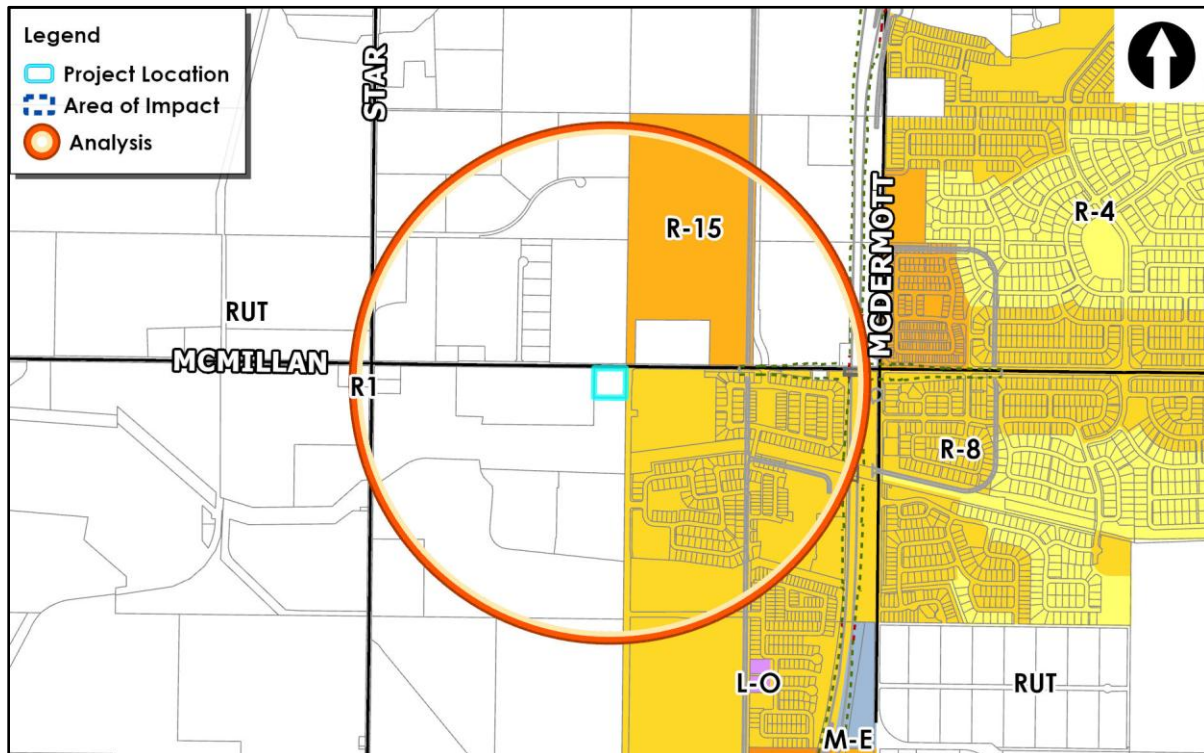 Legend
Project Location
Area of Impact
Analysis
STAR
MCDERMOTT
R-4
R-15
RUT
MCMILLAN
R1
R-8
L-O
RUT
M-E